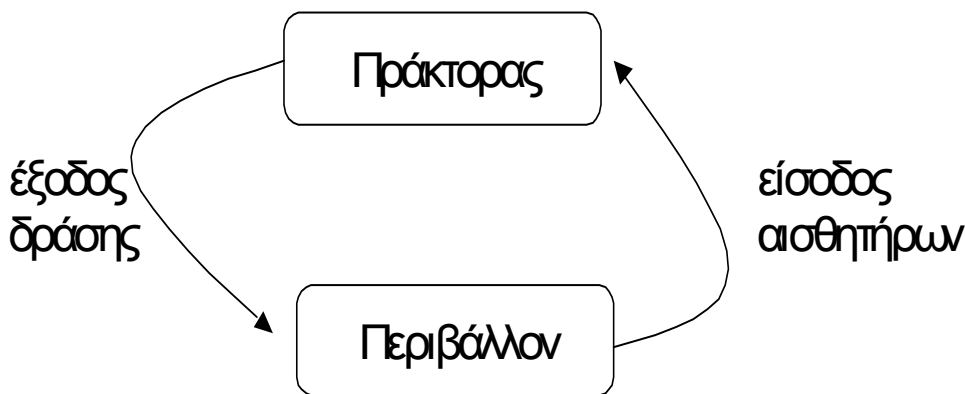 Πράκτορας
έξοδος
δράσης
είσοδος
αισθητήρων
Περιβάλλον